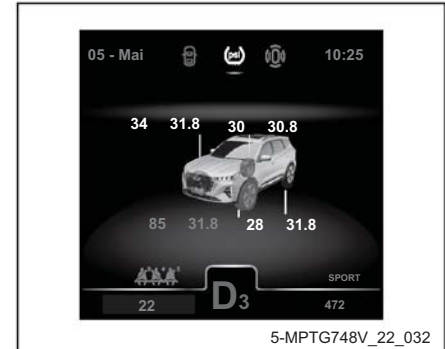 05 - Mai (psi) 10:25
34 31.8 30 30.8
85 31.8 28 31.8
SPORT
22 D3 472
5-MPTG748V_22_032